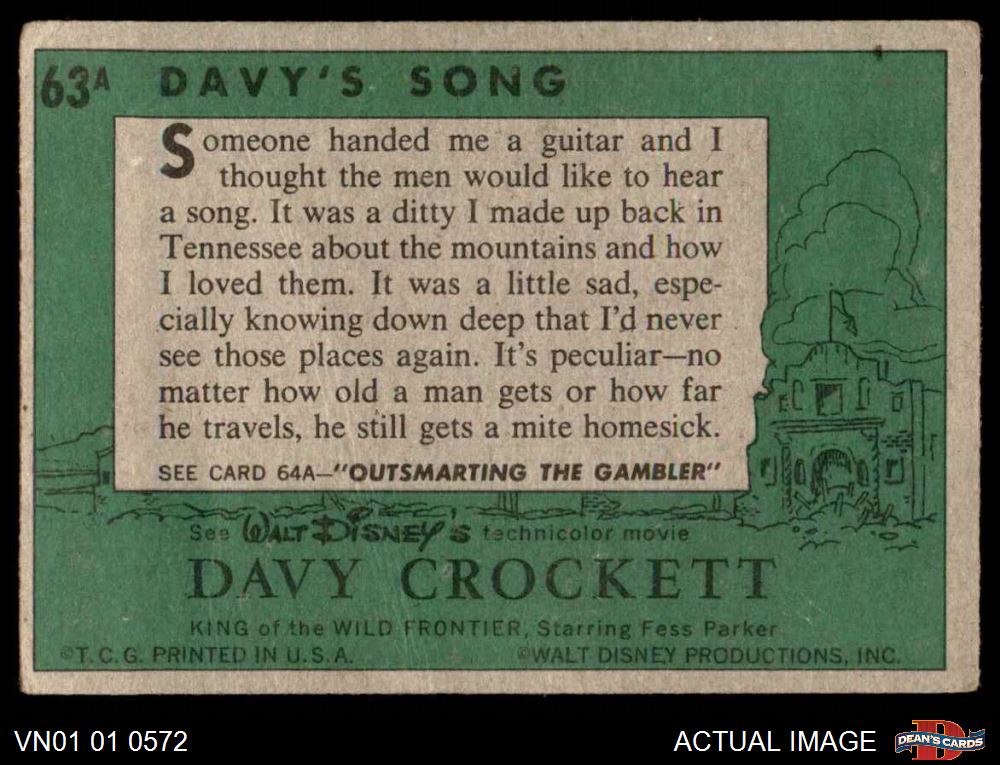 63A DAVY'S SONG
Someone handed me a guitar and I
thought the men would like to hear
a song. It was a ditty I made up back in
Tennessee about the mountains and how
I loved them. It was a little sad, espe-
cially knowing down deep that I'd never
see those places again. It's peculiar—no
matter how old a man gets or how far
he travels, he still gets a mite homesick.
SEE CARD 64A—"OUTSMARTING THE GAMBLER"
See WALT DISNEY'S technicolor movie
DAVY CROCKETT
KING of the WILD FRONTIER, Starring Fess Parker
©T.C.G. PRINTED IN U.S.A. ©WALT DISNEY PRODUCTIONS, INC.
VN01 01 0572 ACTUAL IMAGE D DEAN'S CARDS